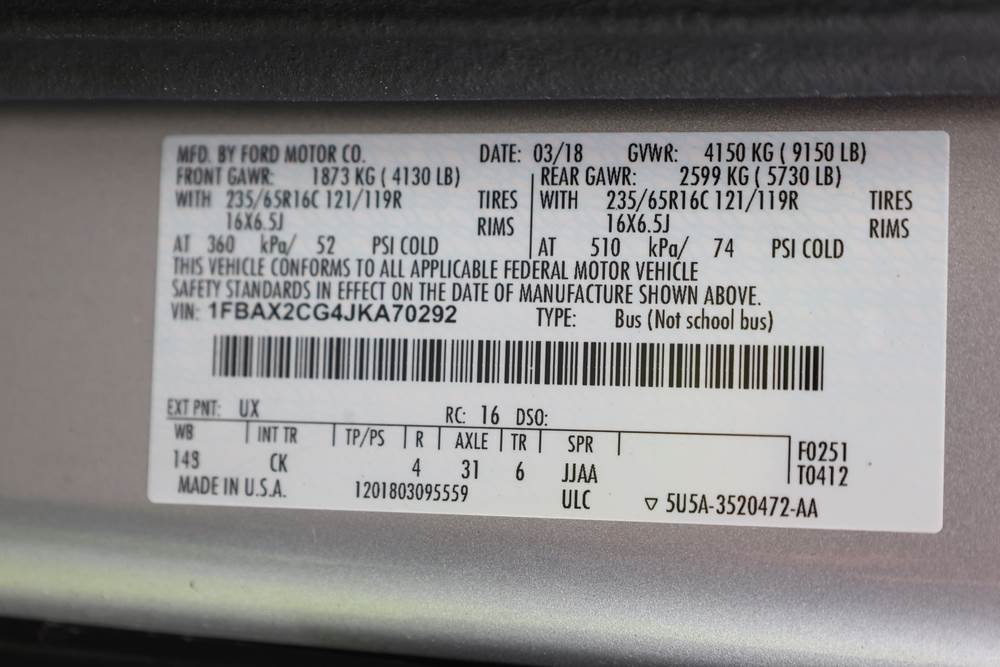 MFD. BY FORD MOTOR CO. DATE: 03/18 GVWR: 4150 KG ( 9150 LB)
FRONT GAWR: 1873 KG ( 4130 LB) REAR GAWR: 2599 KG ( 5730 LB)
WITH 235/65R16C 121/119R TIRES WITH 235/65R16C 121/119R TIRES
16X6.5J RIMS 16X6.5J RIMS
AT 360 kPa/ 52 PSI COLD AT 510 kPa/ 74 PSI COLD
THIS VEHICLE CONFORMS TO ALL APPLICABLE FEDERAL MOTOR VEHICLE
SAFETY STANDARDS IN EFFECT ON THE DATE OF MANUFACTURE SHOWN ABOVE.
VIN: 1FBAX2CG4JKA70292 TYPE: Bus (Not school bus)
EXT PNT: UX RC: 16 DSO:
WB INT TR TP/PS R AXLE TR SPR F0251
148 CK 4 31 6 JJAA T0412
MADE IN U.S.A. 1201803095559 ULC ▽ 5U5A-3520472-AA